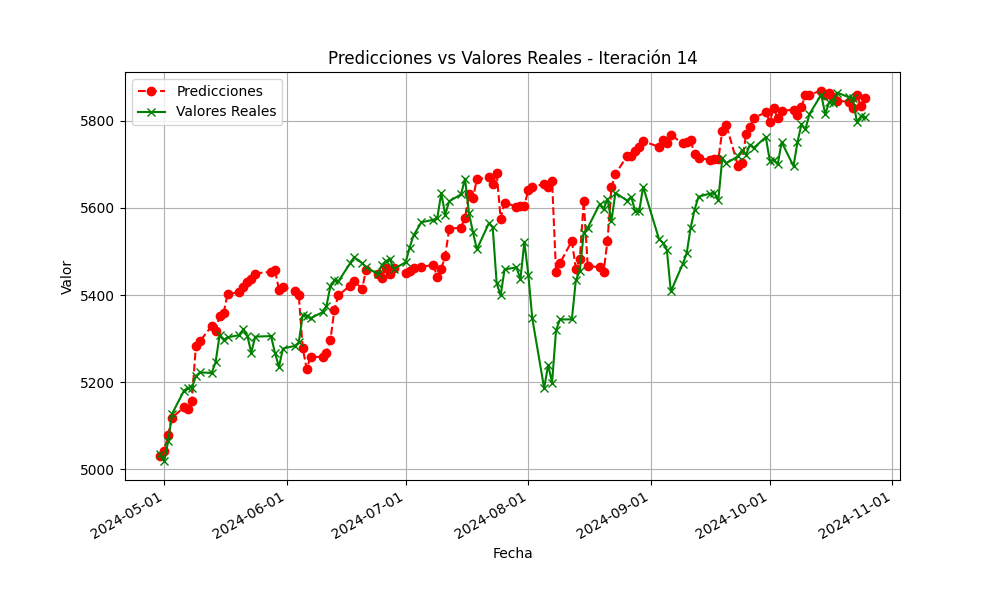 Predicciones vs Valores Reales - Iteración 14
Predicciones
Valores Reales
Valor
5800
5600
5400
5200
5000
2024-05-01
2024-06-01
2024-07-01
2024-08-01
2024-09-01
2024-10-01
2024-11-01
Fecha